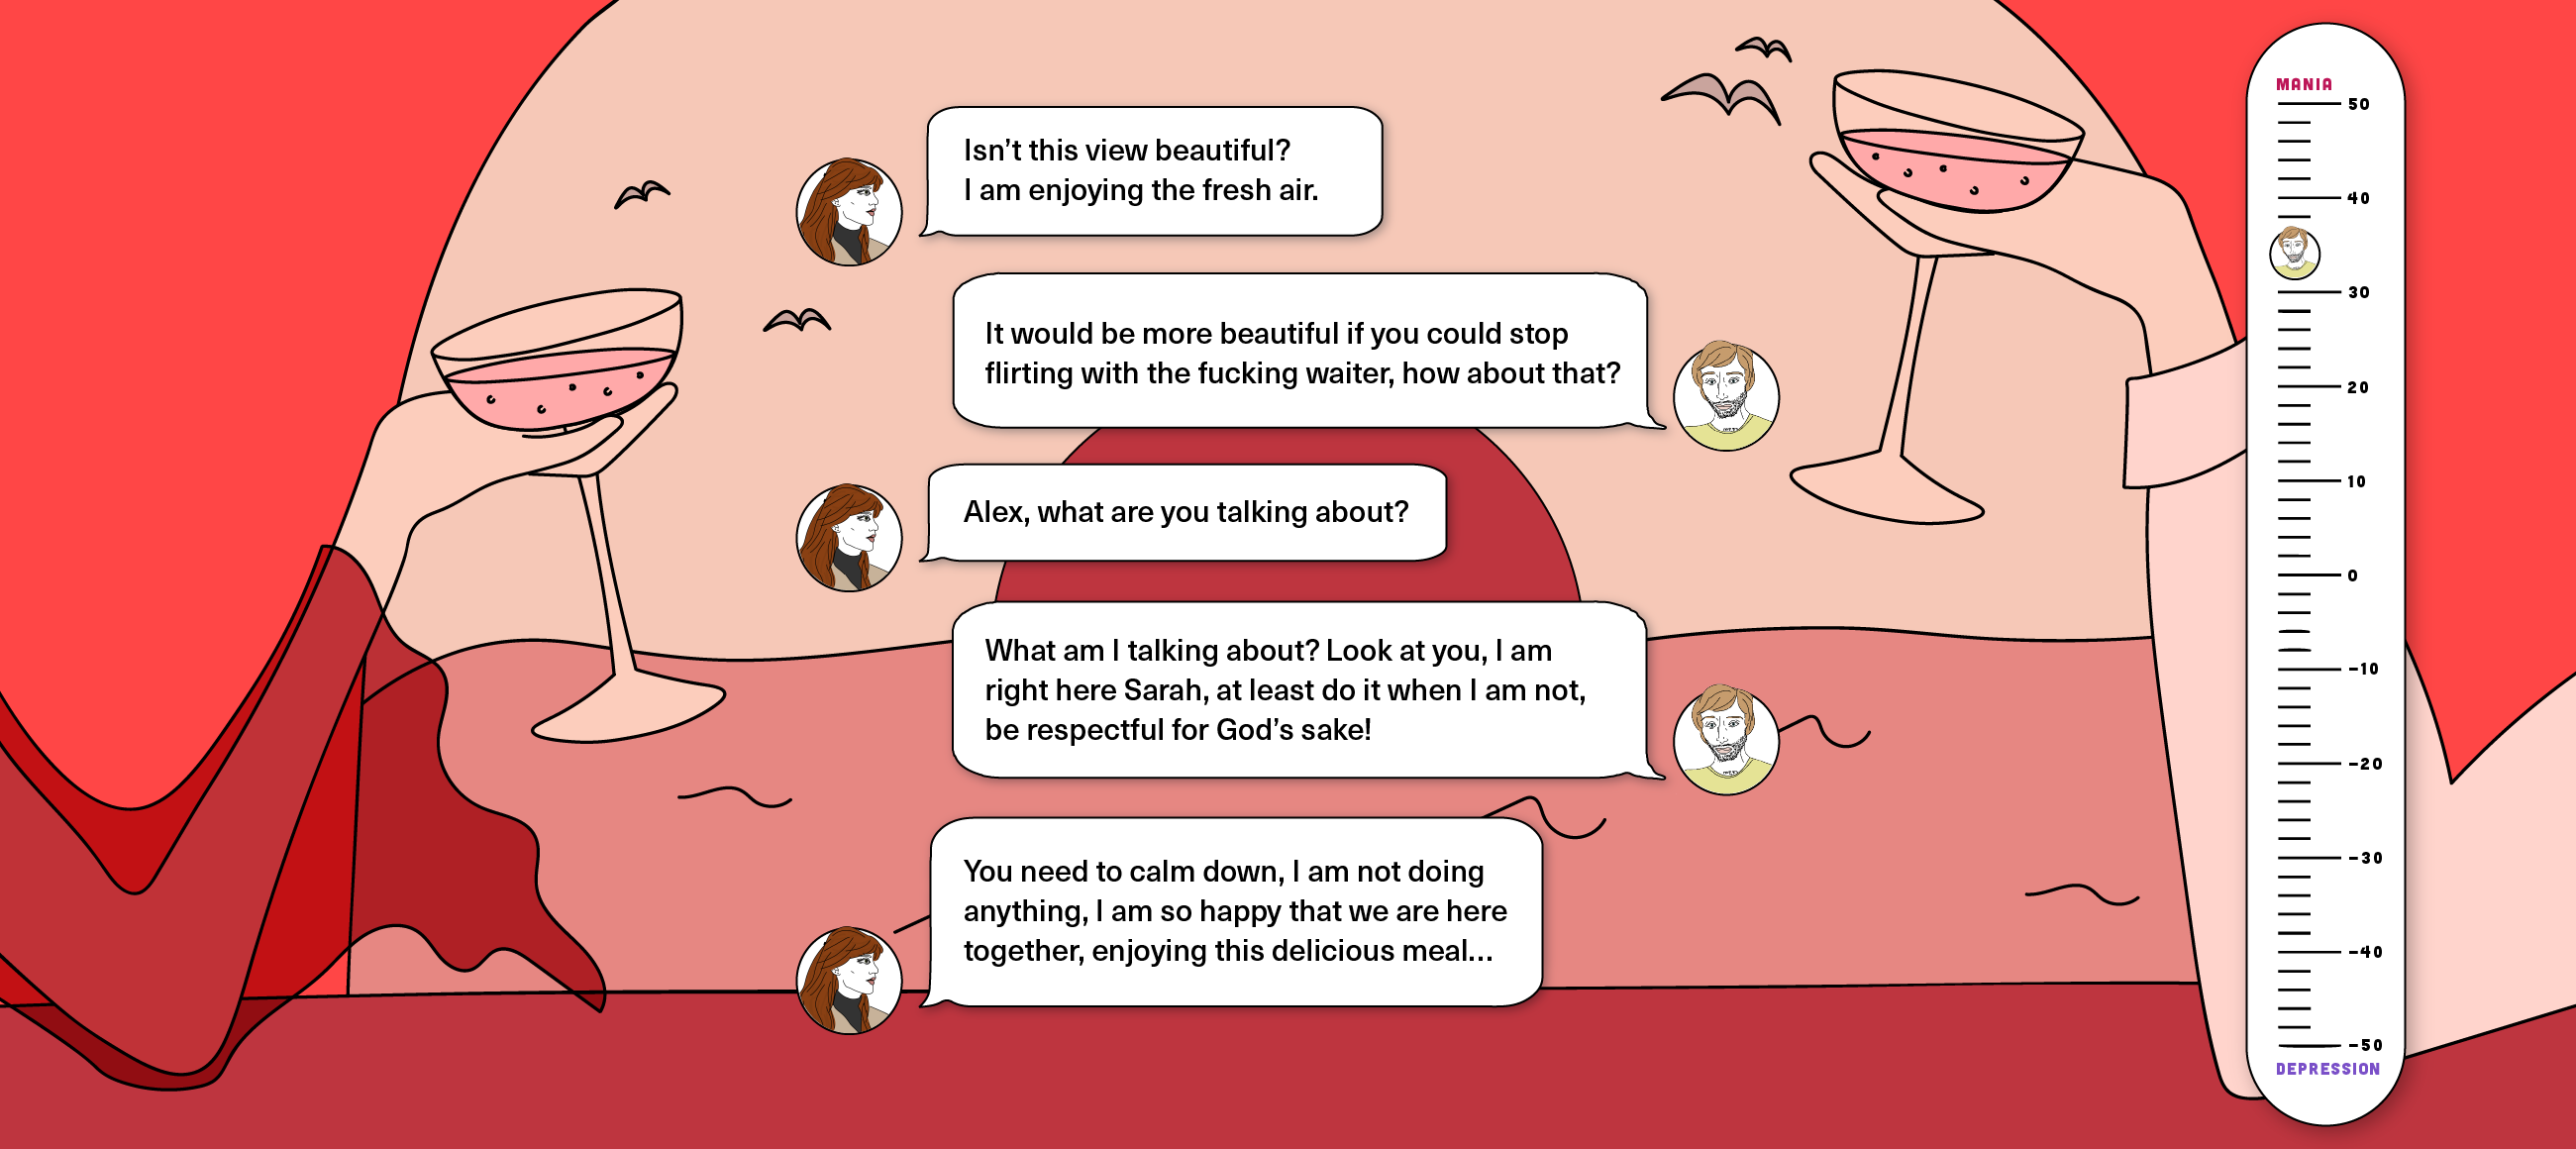 Isn’t this view beautiful?
I am enjoying the fresh air.
It would be more beautiful if you could stop
flirting with the fucking waiter, how about that?
Alex, what are you talking about?
What am I talking about? Look at you, I am
right here Sarah, at least do it when I am not,
be respectful for God’s sake!
You need to calm down, I am not doing
anything, I am so happy that we are here
together, enjoying this delicious meal...
MANIA
50
40
30
20
10
0
-10
-20
-30
-40
-50
DEPRESSION